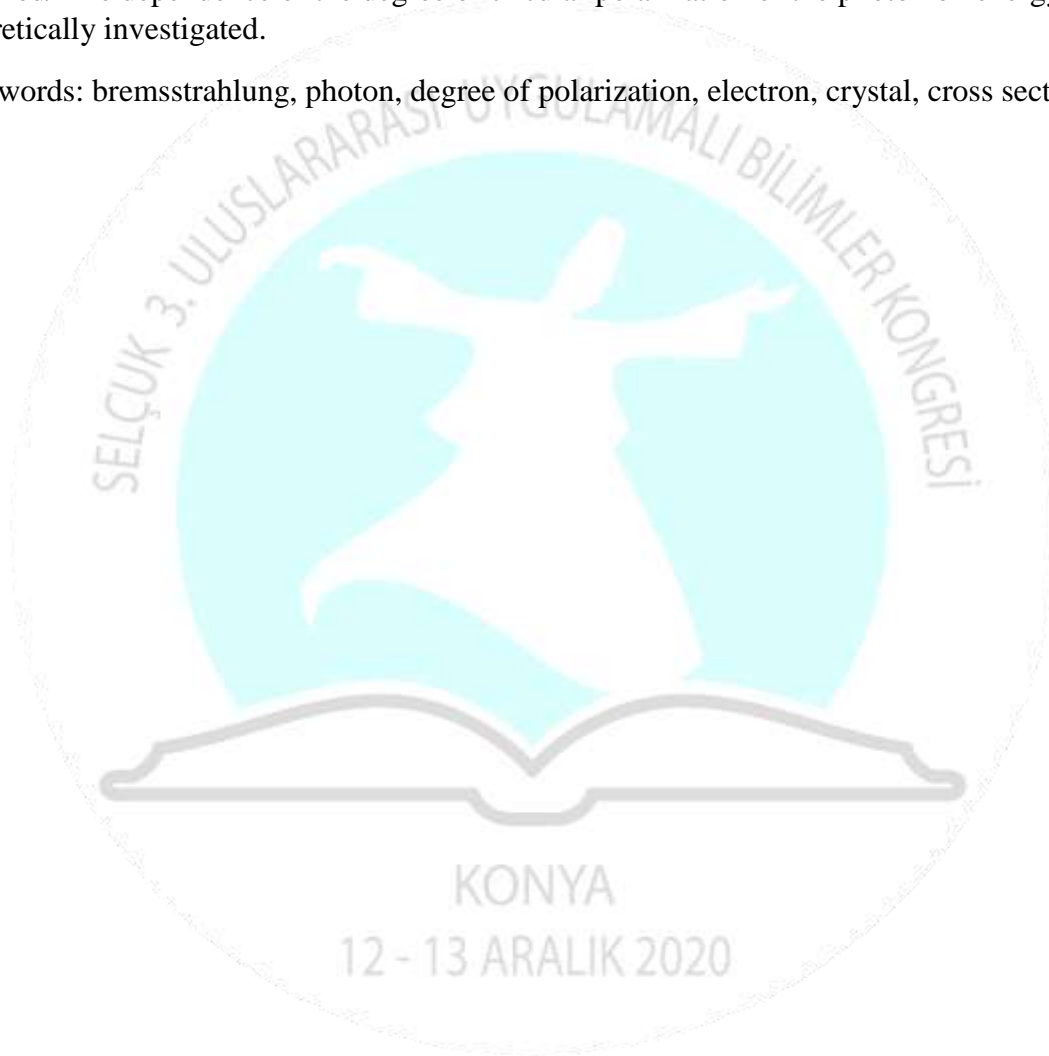 retically investigated.
words: bremsstrahlung, photon, degree of polarization, electron, crystal, cross sect
SELÇUK 3. ULUSLARARASI UYGULAMALI BİLİMLER KONGRESİ
KONYA
12 - 13 ARALIK 2020